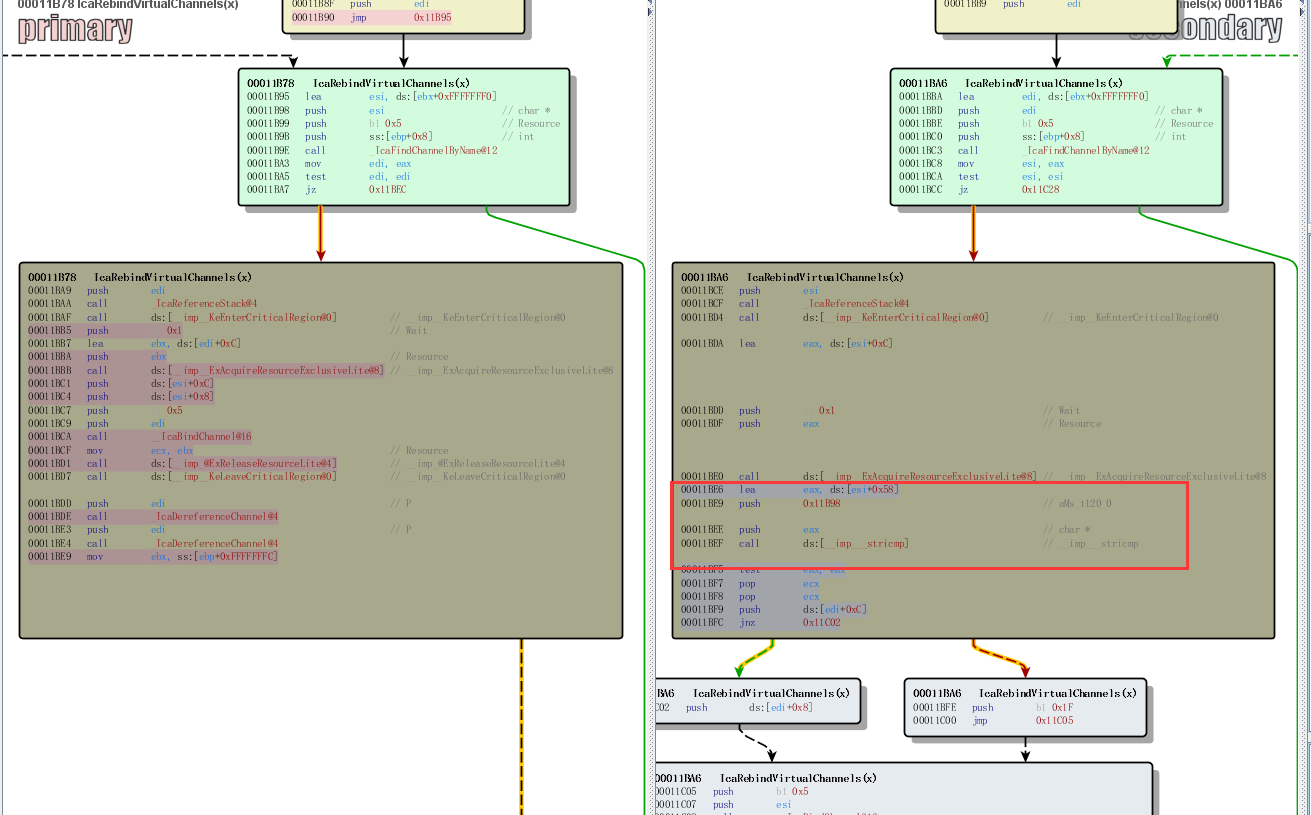 00011B78 IcaRebindVirtualChannels(x)
primary
00011B8F push edi
00011B90 jmp 0x11B95
00011B78 IcaRebindVirtualChannels(x)
00011B95 lea esi, ds:[ebx+0xFFFFFFF0]
00011B98 push esi // char *
00011B99 push b1 0x5 // Resource
00011B9B push ss:[ebp+0x8] // int
00011B9E call _IcaFindChannelByName@12
00011BA3 mov edi, eax
00011BA5 test edi, edi
00011BA7 jz 0x11BEC
00011B78 IcaRebindVirtualChannels(x)
00011BA9 push edi
00011BAA call _IcaReferenceStack@4
00011BAF call ds:[__imp__KeEnterCriticalRegion@0] // __imp__KeEnterCriticalRegion@0
00011BB5 push 0x1 // Wait
00011BB7 lea ebx, ds:[edi+0xC]
00011BBA push ebx // Resource
00011BBB call ds:[__imp__ExAcquireResourceExclusiveLite@8] // __imp__ExAcquireResourceExclusiveLite@8
00011BC1 push ds:[esi+0xC]
00011BC4 push ds:[esi+0x8]
00011BC7 push 0x5
00011BC9 push edi
00011BCA call _IcaBindChannel@16
00011BCF mov ecx, ebx // Resource
00011BD1 call ds:[__imp_@ExReleaseResourceLite@4] // __imp_@ExReleaseResourceLite@4
00011BD7 call ds:[__imp__KeLeaveCriticalRegion@0] // __imp__KeLeaveCriticalRegion@0
00011BDD push edi // P
00011BDE call _IcaDereferenceChannel@4
00011BE3 push edi // P
00011BE4 call _IcaDereferenceChannel@4
00011BE9 mov ebx, ss:[ebp+0xFFFFFFFC]
nels(x) 00011BA6
ondary
00011BB9 push edi
00011BA6 IcaRebindVirtualChannels(x)
00011BBA lea edi, ds:[ebx+0xFFFFFFF0]
00011BBD push edi // char *
00011BBE push b1 0x5 // Resource
00011BC0 push ss:[ebp+0x8] // int
00011BC3 call _IcaFindChannelByName@12
00011BC8 mov esi, eax
00011BCA test esi, esi
00011BCC jz 0x11C28
00011BA6 IcaRebindVirtualChannels(x)
00011BCE push esi
00011BCF call _IcaReferenceStack@4
00011BD4 call ds:[__imp__KeEnterCriticalRegion@0] // __imp__KeEnterCriticalRegion@0
00011BDA lea eax, ds:[esi+0xC]
00011BDD push 0x1 // Wait
00011BDF push eax // Resource
00011BE0 call ds:[__imp__ExAcquireResourceExclusiveLite@8] // __imp__ExAcquireResourceExclusiveLite@8
00011BE6 lea eax, ds:[esi+0x58]
00011BE9 push 0x11B98 // aMs_t120_0
00011BEE push eax // char *
00011BEF call ds:[__imp___stricmp] // __imp___stricmp
00011BF5 test eax, eax
00011BF7 pop ecx
00011BF8 pop ecx
00011BF9 push ds:[edi+0xC]
00011BFC jnz 0x11C02
BA6 IcaRebindVirtualChannels(x)
C02 push ds:[edi+0x8]
00011BA6 IcaRebindVirtualChannels(x)
00011BFE push b1 0x1F
00011C00 jmp 0x11C05
00011BA6 IcaRebindVirtualChannels(x)
00011C05 push b1 0x5
00011C07 push esi